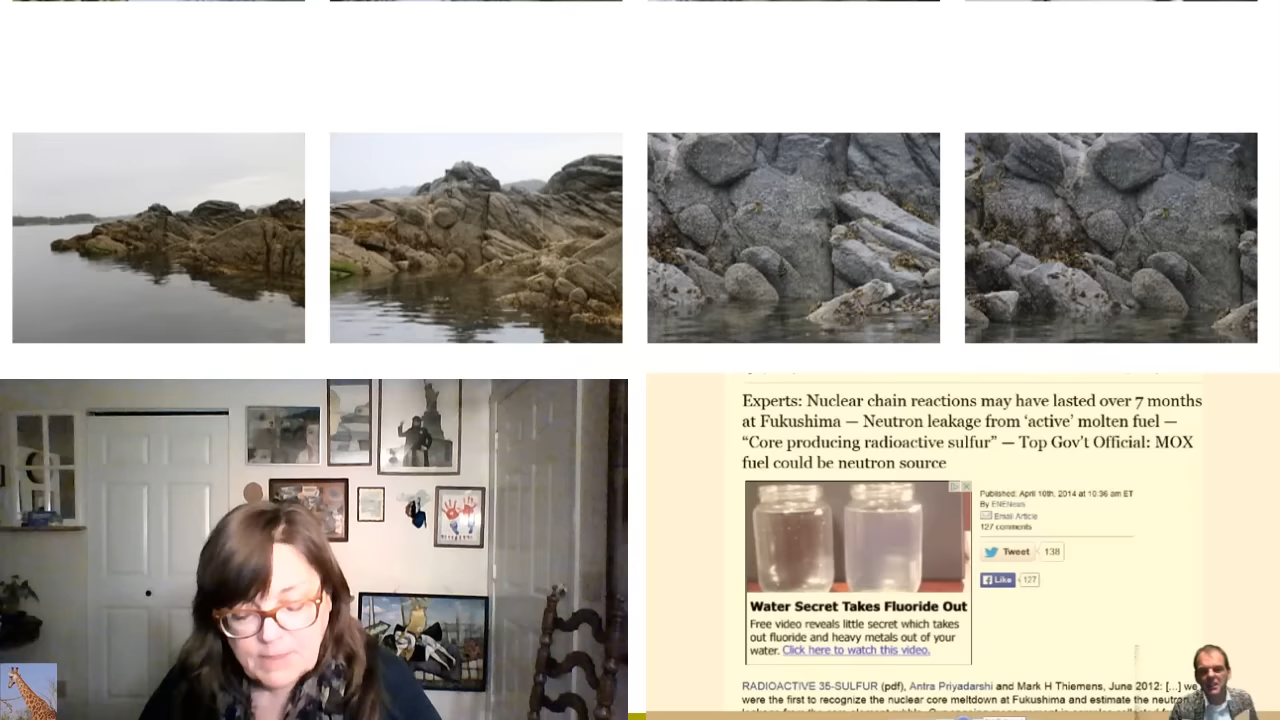 Experts: Nuclear chain reactions may have lasted over 7 months
at Fukushima — Neutron leakage from ‘active’ molten fuel —
“Core producing radioactive sulfur” — Top Gov’t Official: MOX
fuel could be neutron source
Published: April 10th, 2014 at 10:36 am ET
By ENENews
Email Article
127 comments
Tweet 138
Like 127
Water Secret Takes Fluoride Out
Free video reveals little secret which takes
out fluoride and heavy metals out of your
water. Click here to watch this video.
RADIOACTIVE 35-SULFUR (pdf), Antra Priyadarshi and Mark H Thiemens, June 2012: [...] we
were the first to recognize the nuclear core meltdown at Fukushima and estimate the neutron